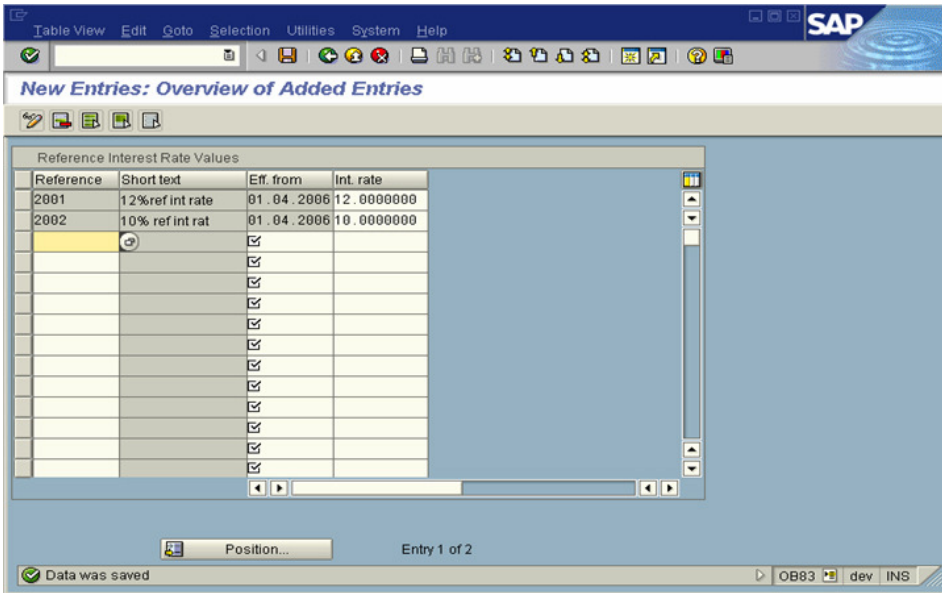 Table View Edit Goto Selection Utilities System Help
SAP
New Entries: Overview of Added Entries
Reference Interest Rate Values
Reference Short text Eff. from Int. rate
2001 12%ref int rate 01.04.2006 12.0000000
2002 10% ref int rat 01.04.2006 10.0000000
Position... Entry 1 of 2
Data was saved OB83 dev INS